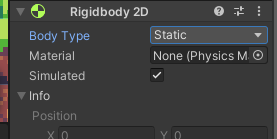 Rigidbody 2D
Body Type Static
Material None (Physics M
Simulated
Info
Position
X 0 Y 0